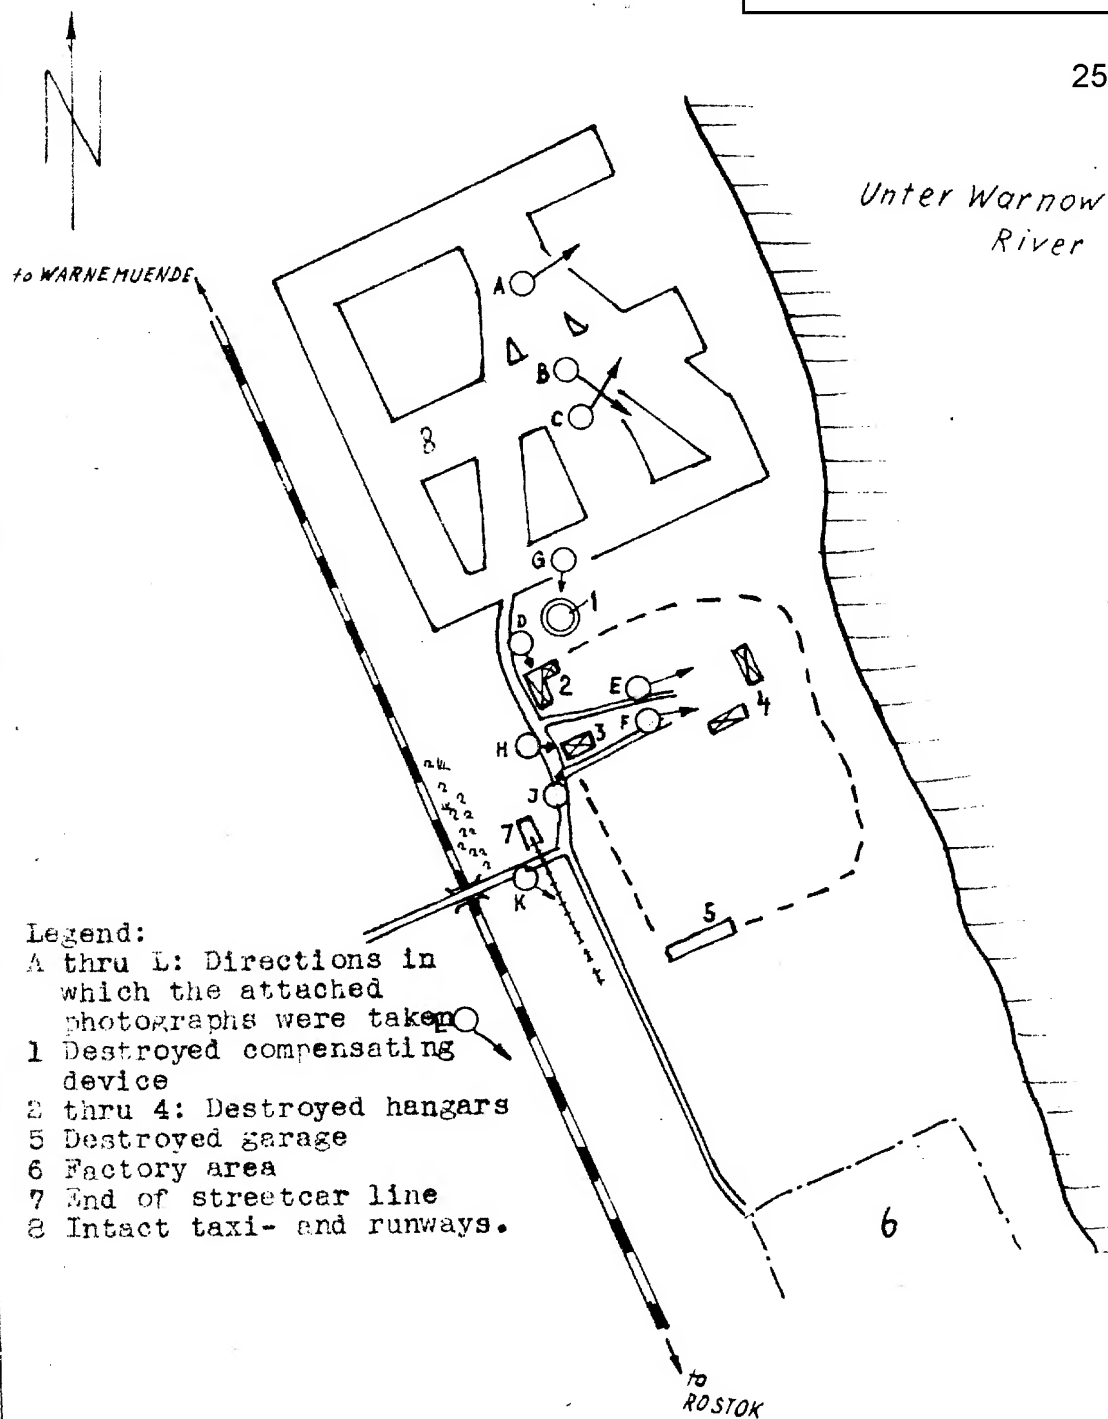 25
N
Unter Warnow
River
to WARNEMUENDE
A
B
C
8
G
1
D
2
E
4
F
3
H
J
7
K
5
Legend:
A thru L: Directions in
which the attached
photographs were taken
L
1 Destroyed compensating
device
2 thru 4: Destroyed hangars
5 Destroyed garage
6 Factory area
7 End of streetcar line
8 Intact taxi- and runways.
6
to
ROSTOK